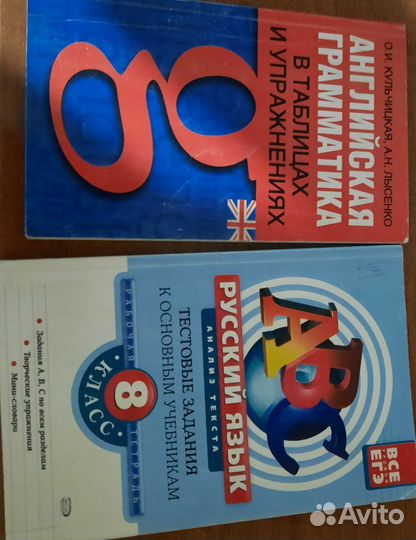 О.И. КУЛЬЧИЦКАЯ, А.Н. ЛЫСЕНКО
АНГЛИЙСКАЯ
ГРАММАТИКА
В ТАБЛИЦАХ
И УПРАЖНЕНИЯХ
g
ВСЕ
ЕГЭ
ABC
РУССКИЙ ЯЗЫК
АНАЛИЗ ТЕКСТА
ТЕСТОВЫЕ ЗАДАНИЯ
К ОСНОВНЫМ УЧЕБНИКАМ
РАБОЧАЯ ТЕТРАДЬ
8
КЛАСС
• Задания А, В, С по всем разделам
• Творческие упражнения
• Мини-словари
ЭКСМО
Avito